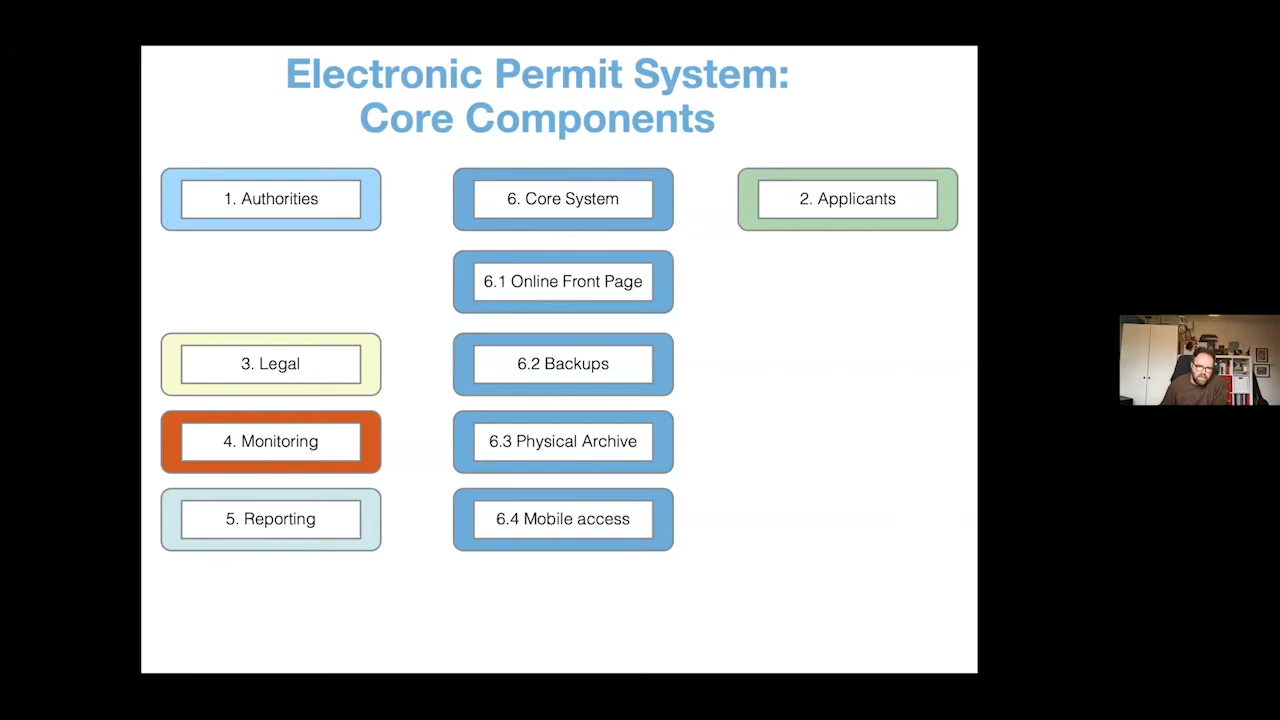 Electronic Permit System:
Core Components
1. Authorities
6. Core System
2. Applicants
6.1 Online Front Page
3. Legal
6.2 Backups
4. Monitoring
6.3 Physical Archive
5. Reporting
6.4 Mobile access